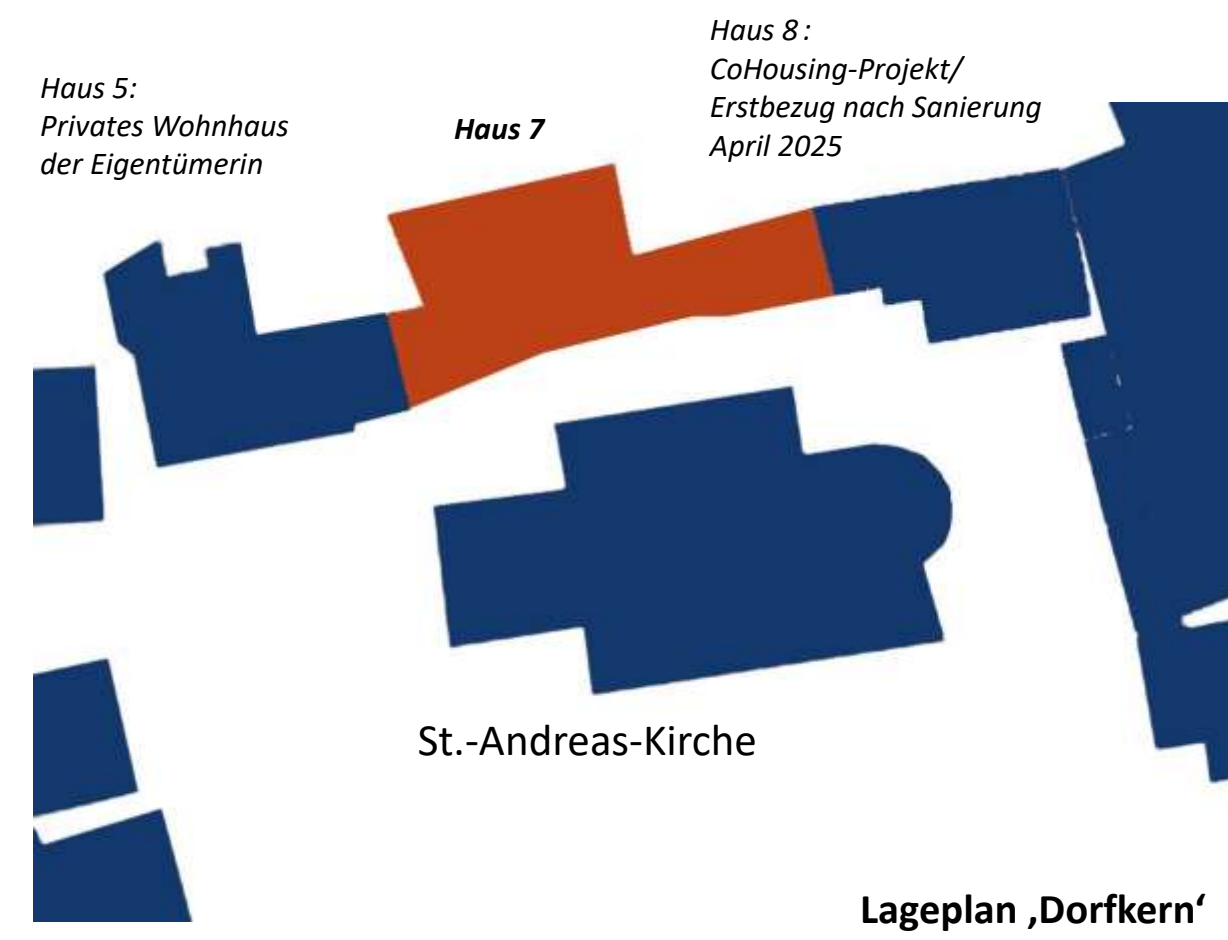 Haus 5:
Privates Wohnhaus
der Eigentümerin
Haus 7
Haus 8 :
CoHousing-Projekt/
Erstbezug nach Sanierung
April 2025
St.-Andreas-Kirche
Lageplan ‚Dorfkern‘